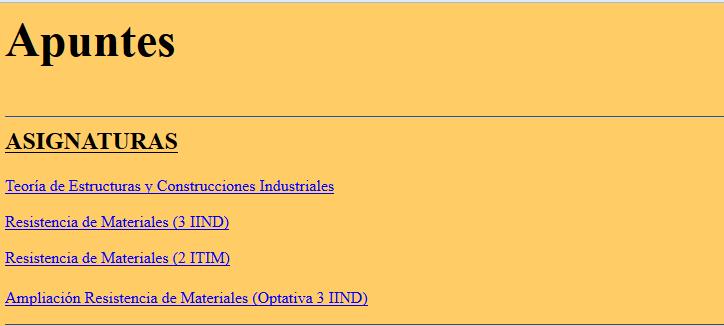 Apuntes
ASIGNATURAS
Teoría de Estructuras y Construcciones Industriales
Resistencia de Materiales (3 IIND)
Resistencia de Materiales (2 ITIM)
Ampliación Resistencia de Materiales (Optativa 3 IIND)